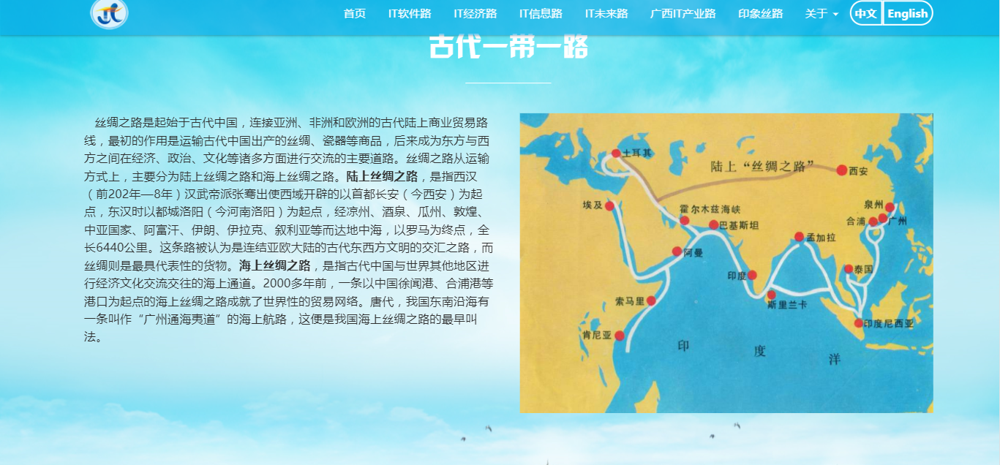 首页 IT软件路 IT经济路 IT信息路 IT未来路 广西IT产业路 印象丝路 关于 中文 English
古代一带一路
丝绸之路是起始于古代中国，连接亚洲、非洲和欧洲的古代陆上商业贸易路
线，最初的作用是运输古代中国出产的丝绸、瓷器等商品，后来成为东方与西
方之间在经济、政治、文化等诸多方面进行交流的主要道路。丝绸之路从运输
方式上，主要分为陆上丝绸之路和海上丝绸之路。陆上丝绸之路，是指西汉
（前202年—8年）汉武帝派张骞出使西域开辟的以首都长安（今西安）为起
点，东汉时以都城洛阳（今河南洛阳）为起点，经凉州、酒泉、瓜州、敦煌、
中亚国家、阿富汗、伊朗、伊拉克、叙利亚等而达地中海，以罗马为终点，全
长6440公里。这条路被认为是连结亚欧大陆的古代东西方文明的交汇之路，而
丝绸则是最具代表性的货物。海上丝绸之路，是指古代中国与世界其他地区进
行经济文化交流交往的海上通道。2000多年前，一条以中国徐闻港、合浦港等
港口为起点的海上丝绸之路成就了世界性的贸易网络。唐代，我国东南沿海有
一条叫作“广州通海夷道”的海上航路，这便是我国海上丝绸之路的最早叫
法。
土耳其
陆上“丝绸之路”
西安
埃及
霍尔木兹海峡
泉州
巴基斯坦
合浦
广州
孟加拉
阿曼
泰国
印度
索马里
斯里兰卡
印度尼西亚
肯尼亚
印 度 洋